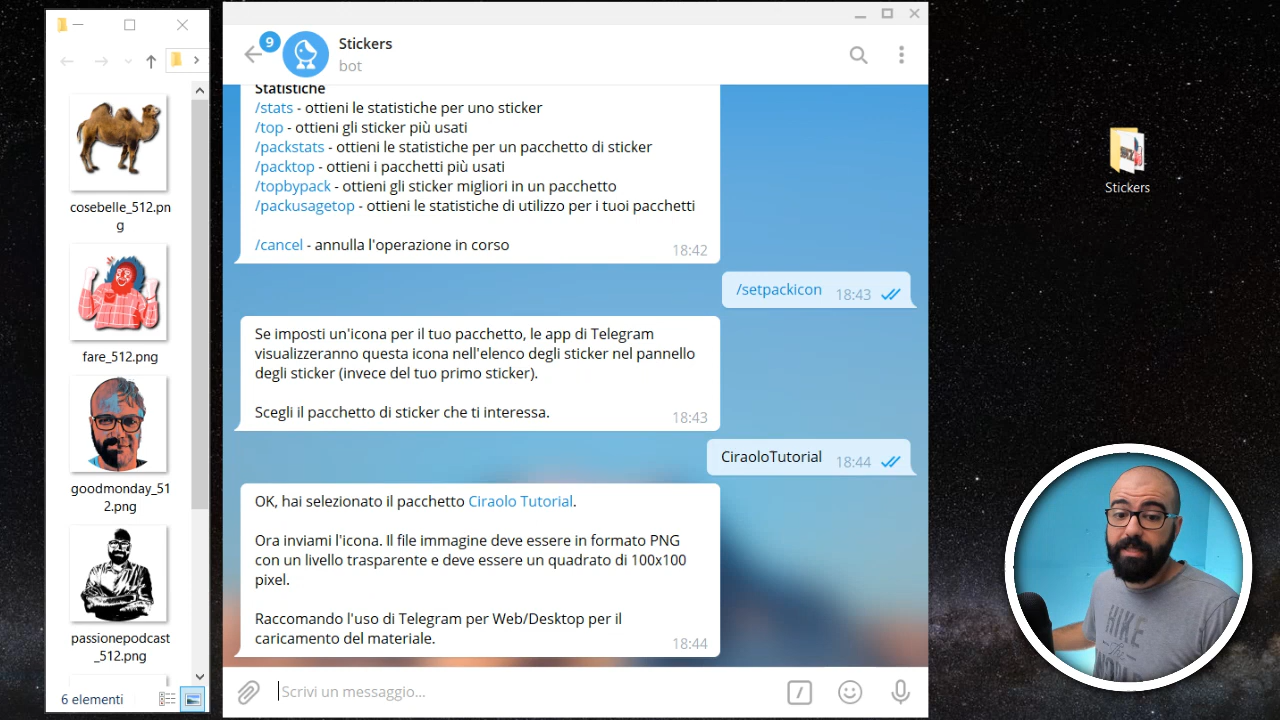 cosebelle_512.pn
g
fare_512.png
goodmonday_51
2.png
passionepodcast
_512.png
6 elementi
9
Stickers
bot
Statistiche
/stats - ottieni le statistiche per uno sticker
/top - ottieni gli sticker più usati
/packstats - ottieni le statistiche per un pacchetto di sticker
/packtop - ottieni i pacchetti più usati
/topbypack - ottieni gli sticker migliori in un pacchetto
/packusagetop - ottieni le statistiche di utilizzo per i tuoi pacchetti
/cancel - annulla l'operazione in corso
18:42
/setpackicon 18:43
Se imposti un'icona per il tuo pacchetto, le app di Telegram
visualizzeranno questa icona nell'elenco degli sticker nel pannello
degli sticker (invece del tuo primo sticker).
Scegli il pacchetto di sticker che ti interessa.
18:43
CiraoloTutorial 18:44
OK, hai selezionato il pacchetto Ciraolo Tutorial.
Ora inviami l'icona. Il file immagine deve essere in formato PNG
con un livello trasparente e deve essere un quadrato di 100x100
pixel.
Raccomando l'uso di Telegram per Web/Desktop per il
caricamento del materiale.
18:44
Scrivi un messaggio...
Stickers
HIKE